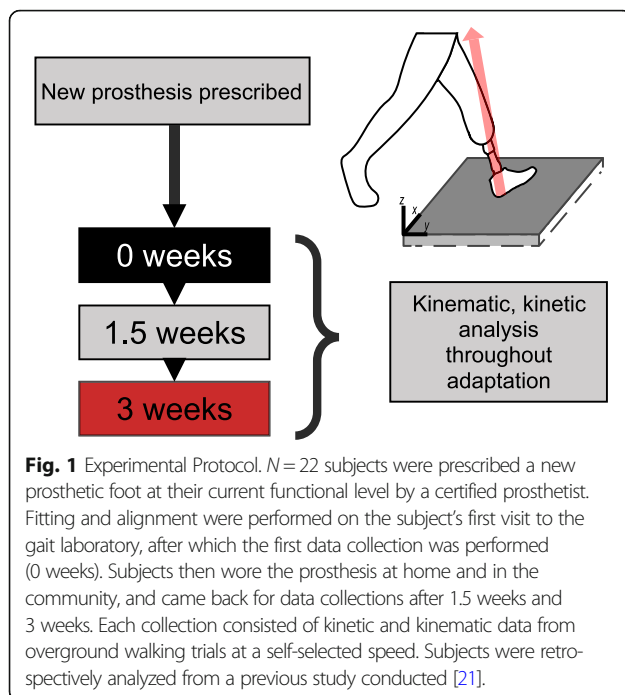 New prosthesis prescribed
0 weeks
1.5 weeks
3 weeks
z
x
y
Kinematic, kinetic
analysis
throughout
adaptation
Fig. 1 Experimental Protocol. N = 22 subjects were prescribed a new
prosthetic foot at their current functional level by a certified prosthetist.
Fitting and alignment were performed on the subject's first visit to the
gait laboratory, after which the first data collection was performed
(0 weeks). Subjects then wore the prosthesis at home and in the
community, and came back for data collections after 1.5 weeks and
3 weeks. Each collection consisted of kinetic and kinematic data from
overground walking trials at a self-selected speed. Subjects were retro-
spectively analyzed from a previous study conducted [21].